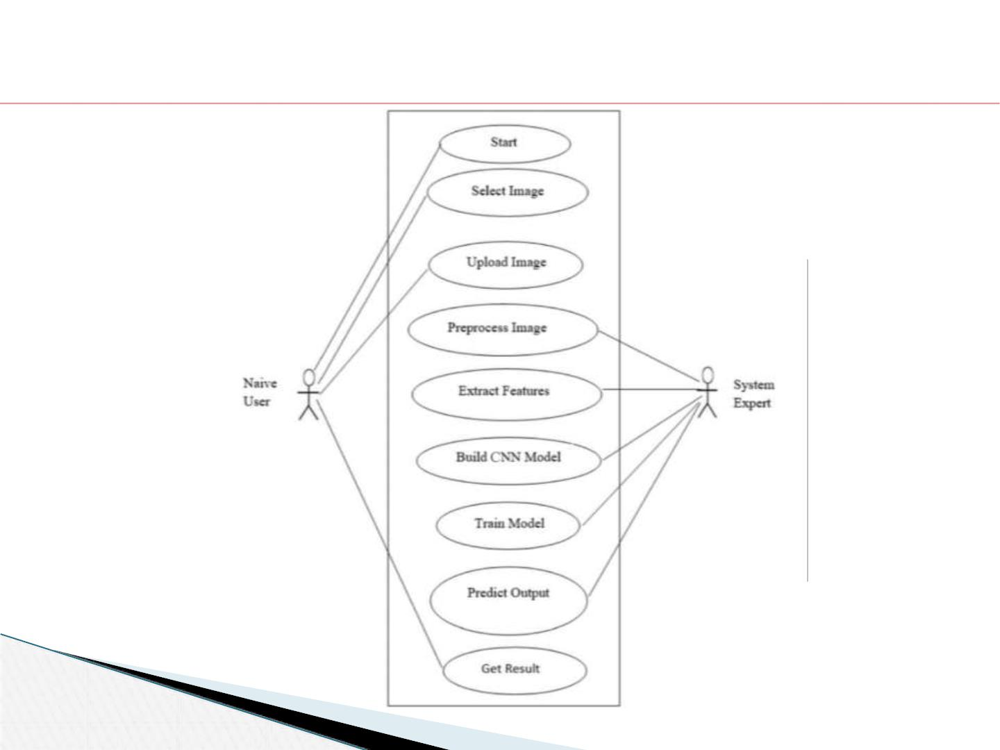 Start
Select Image
Upload Image
Preprocess Image
Naive
User
Extract Features
System
Expert
Build CNN Model
Train Model
Predict Output
Get Result